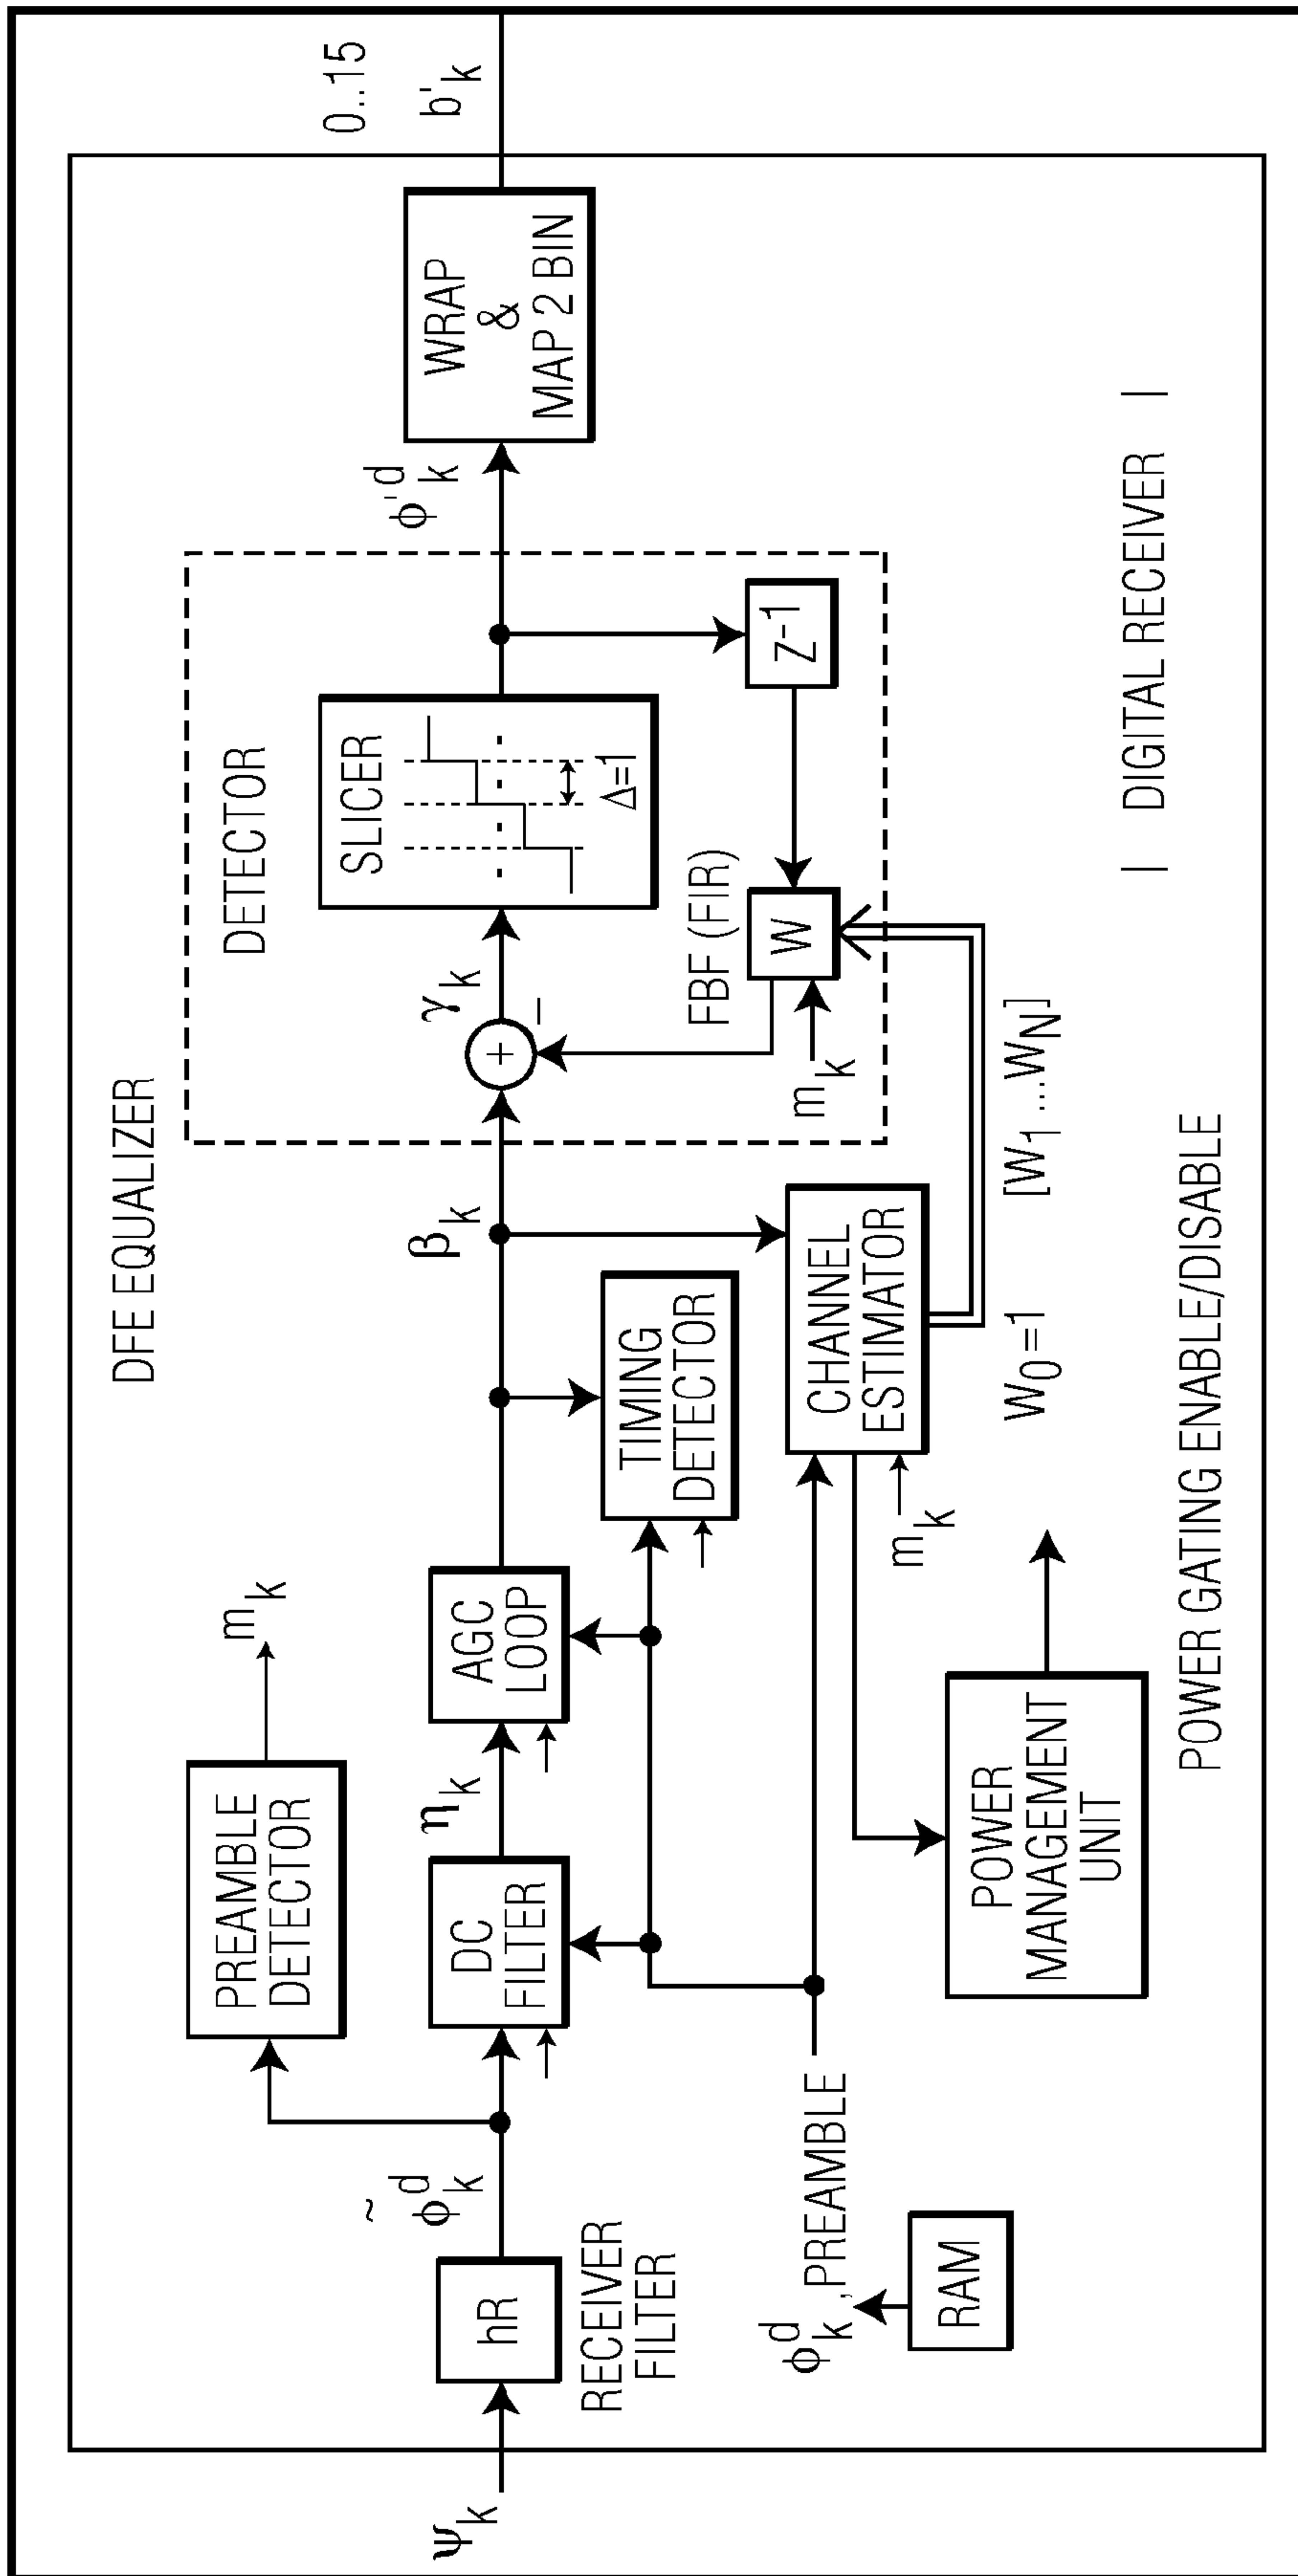 DFE EQUALIZER
DETECTOR
PREAMBLE
DETECTOR
mk
0..15
ψk
hR
RECEIVER
FILTER
~
ϕdk
DC
FILTER
ηk
AGC
LOOP
βk
+
−
γk
SLICER
Δ=1
ϕ'dk
WRAP
&
MAP 2 BIN
b'k
TIMING
DETECTOR
FBF (FIR)
W
Z-1
mk
ϕdk, PREAMBLE
RAM
CHANNEL
ESTIMATOR
mk
W0=1
[W1...WN]
POWER
MANAGEMENT
UNIT
POWER GATING ENABLE/DISABLE
| DIGITAL RECEIVER |